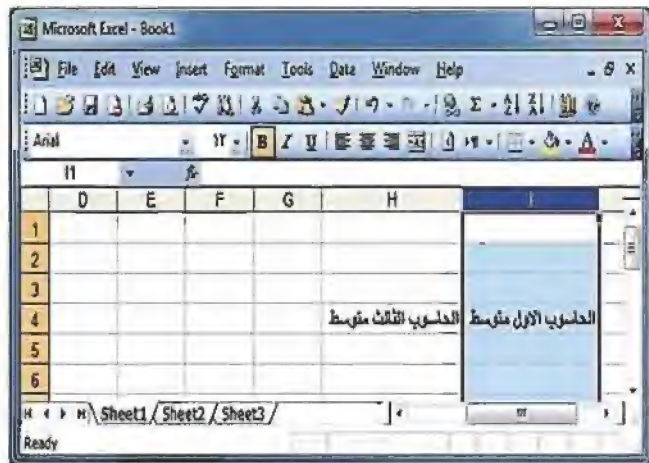 Microsoft Excel - Book1
File Edit View Insert Format Tools Data Window Help
Arial ١٢ B I U
I1 fx
D E F G H I
1
2
3
4 الحاسوب الثالث متوسط الحاسوب الاول متوسط
5
6
Sheet1 / Sheet2 / Sheet3 /
Ready